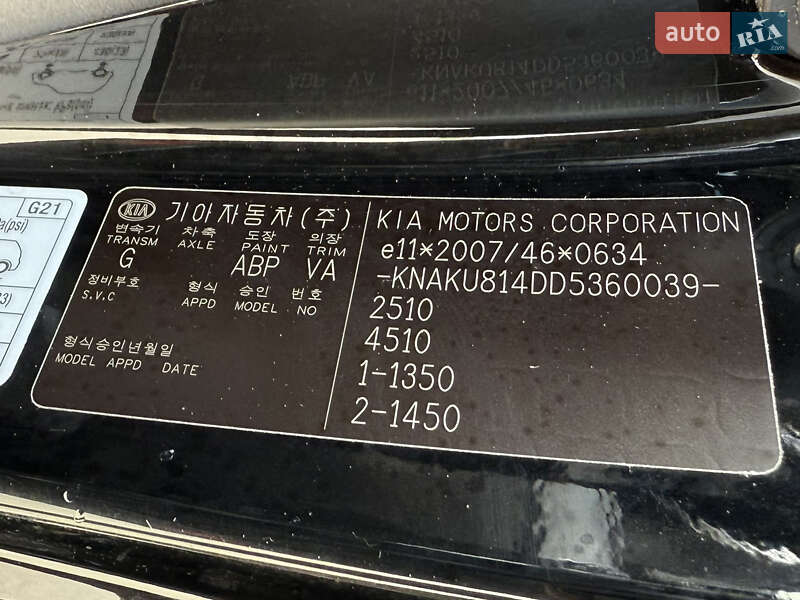 auto RIA
G21
a(psi)
KIA 기아자동차(주)
변속기 차축 도장 의장
TRANSM AXLE PAINT TRIM
G ABP VA
정비부호 형식 승인 번호
S.V.C APPD MODEL NO
형식승인년월일
MODEL APPD DATE
KIA MOTORS CORPORATION
e11*2007/46*0634
-KNAKU814DD5360039-
2510
4510
1-1350
2-1450